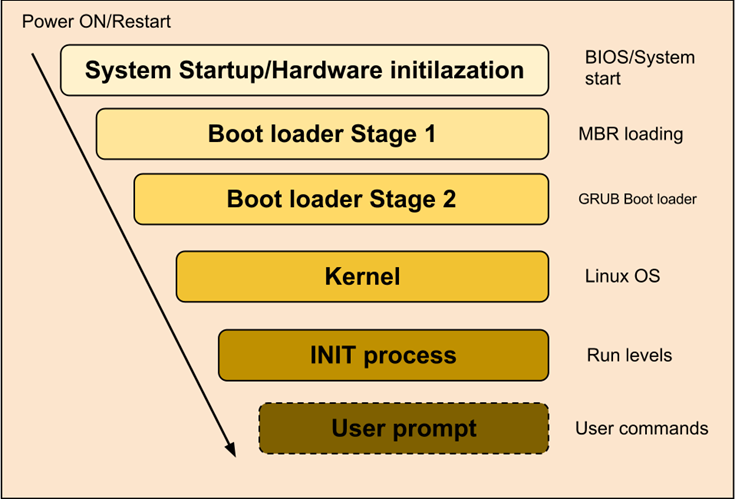 Power ON/Restart
System Startup/Hardware initilazation
BIOS/System
start
Boot loader Stage 1
MBR loading
Boot loader Stage 2
GRUB Boot loader
Kernel
Linux OS
INIT process
Run levels
User prompt
User commands